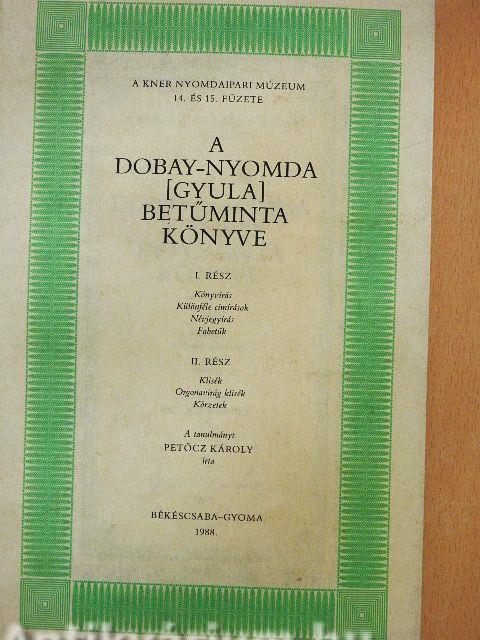 A KNER NYOMDAIPARI MÚZEUM
14. ÉS 15. FÜZETE
A
DOBAY-NYOMDA
[GYULA]
BETŰMINTA
KÖNYVE
I. RÉSZ
Könyvírás
Különféle címírások
Névjegyírás
Fabetűk
II. RÉSZ
Klisék
Orgonavirág klisék
Körzetek
A tanulmányt
PETŐCZ KÁROLY
írta
BÉKÉSCSABA–GYOMA
1988.